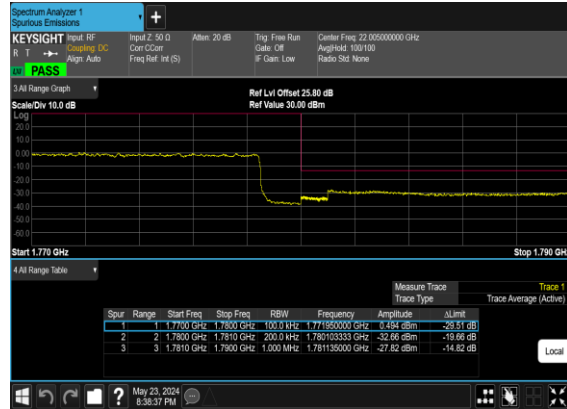 Spectrum Analyzer 1
Spurious Emissions
+
KEYSIGHT Input: RF Input Z: 50 Ω Atten: 20 dB Trig: Free Run Center Freq: 22.005000000 GHz
R T Coupling: DC Corr CCorr Gate: Off Avg|Hold: 100/100
Align: Auto Freq Ref: Int (S) IF Gain: Low Radio Std: None
LW PASS
3 All Range Graph
Ref Lvl Offset 25.80 dB
Scale/Div 10.0 dB Ref Value 30.00 dBm
Log
20.0
10.0
0.00
-10.0
-20.0
-30.0
-40.0
-50.0
-60.0
Start 1.770 GHz Stop 1.790 GH
4 All Range Table
Measure Trace Trace 1
Trace Type Trace Average (Active)
Spur Range Start Freq Stop Freq RBW Frequency Amplitude ΔLimit
1 1 1.7700 GHz 1.7800 GHz 100.0 kHz 1.771950000 GHz 0.494 dBm -29.51 dB
2 2 1.7800 GHz 1.7810 GHz 200.0 kHz 1.780103333 GHz -32.66 dBm -19.66 dB
3 3 1.7810 GHz 1.7900 GHz 1.000 MHz 1.781135000 GHz -27.82 dBm -14.82 dB
Local
? May 23, 2024
8:38:37 PM